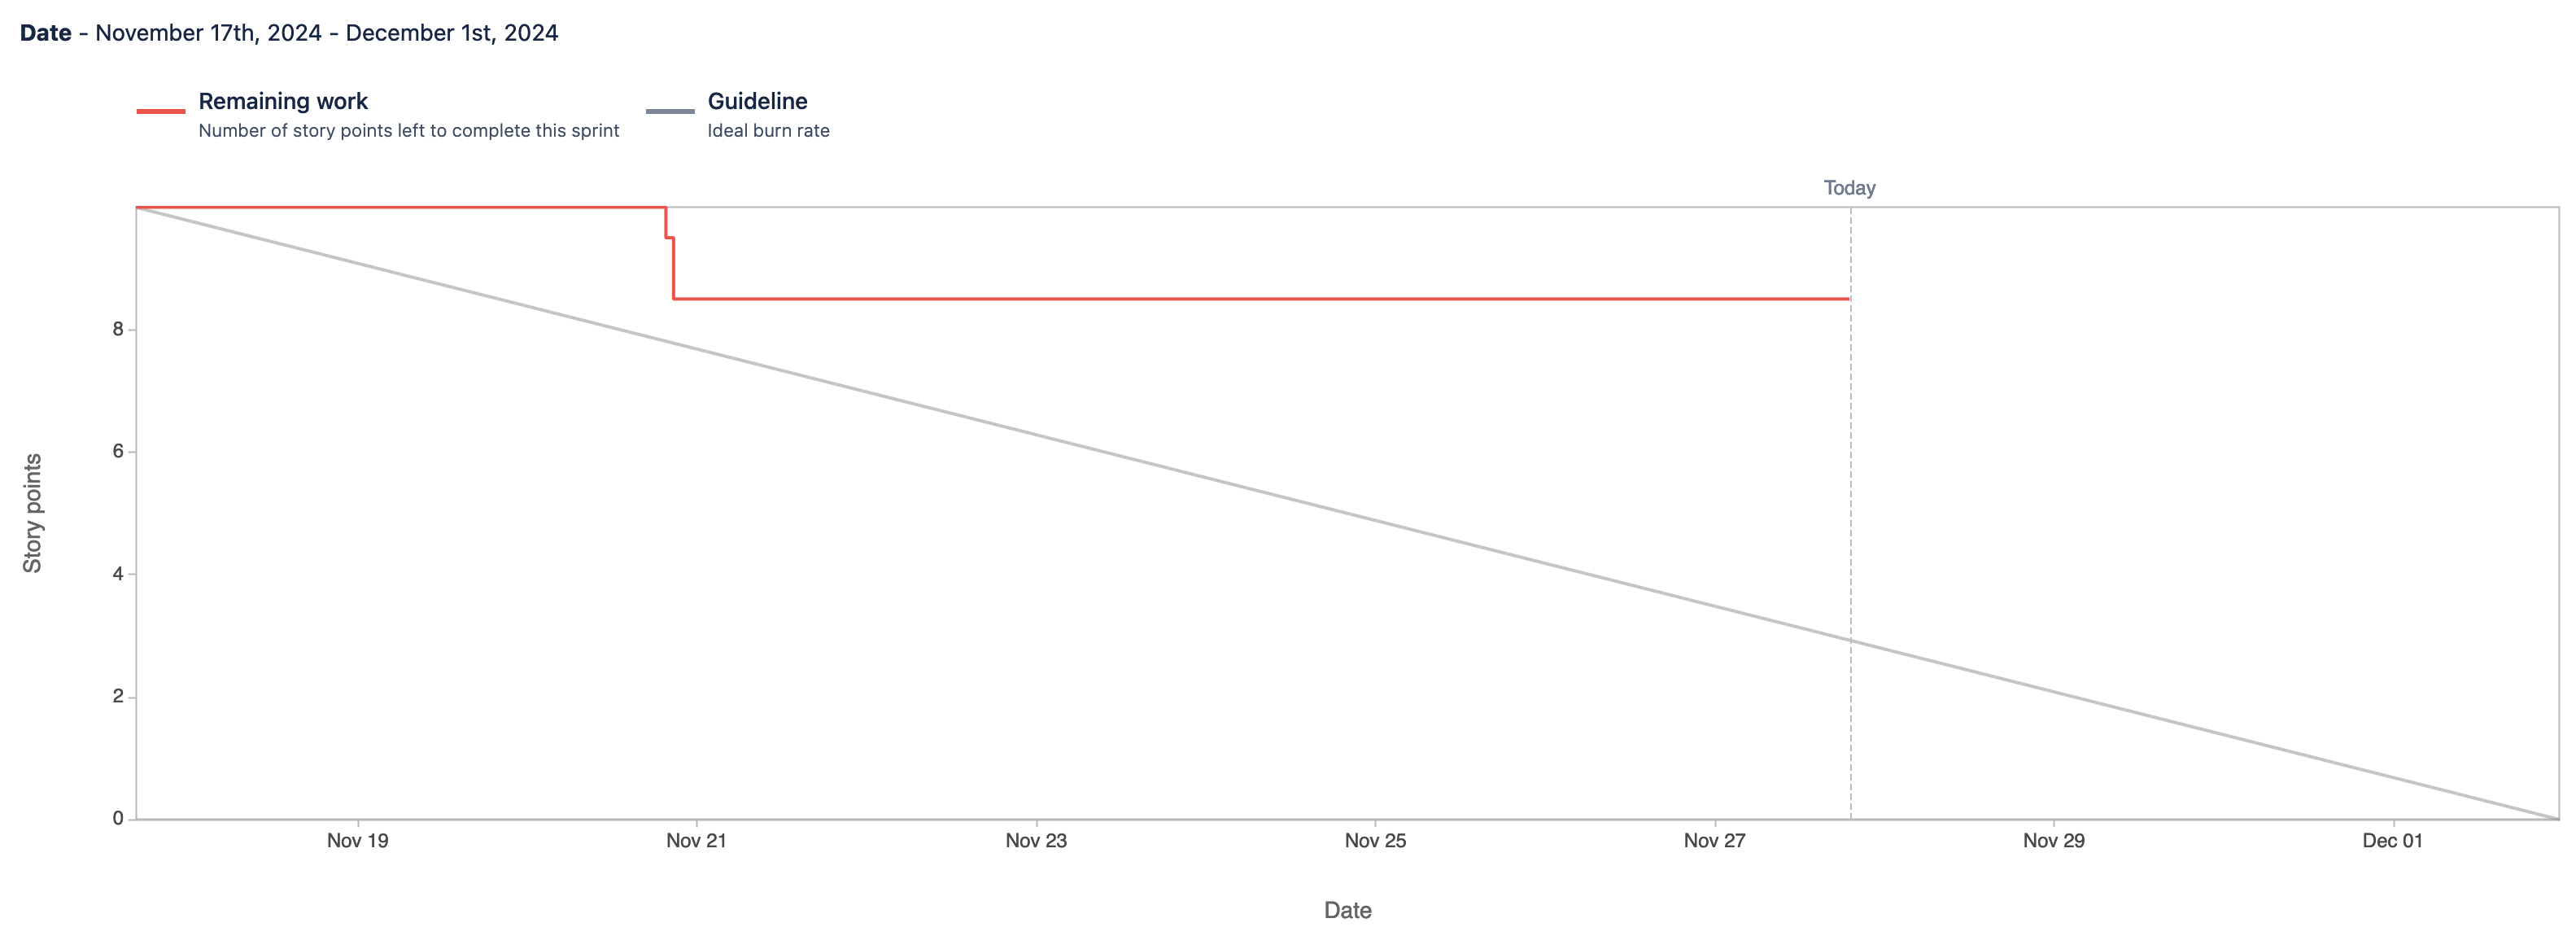 Date - November 17th, 2024 - December 1st, 2024
Remaining work
Number of story points left to complete this sprint
Guideline
Ideal burn rate
Today
8
6
4
2
0
Story points
Nov 19
Nov 21
Nov 23
Nov 25
Nov 27
Nov 29
Dec 01
Date